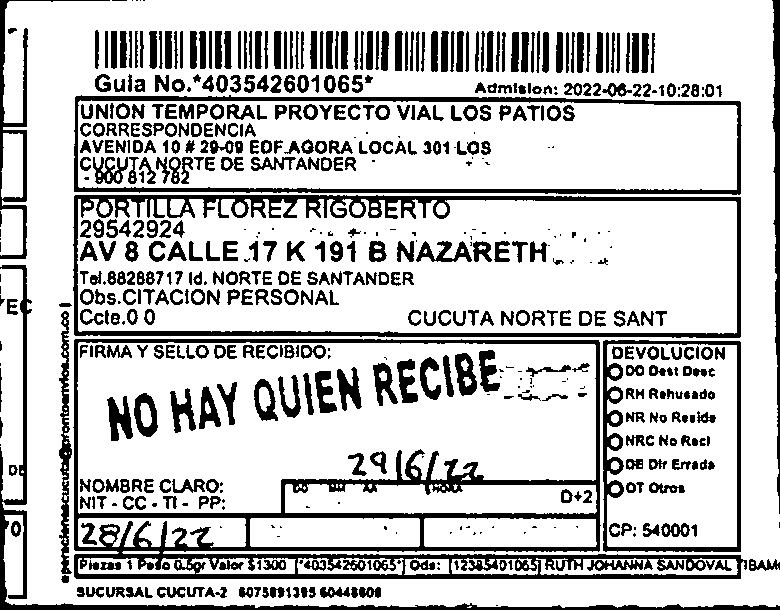 Guia No.*403542601065*
Admision: 2022-06-22-10:28:01
UNION TEMPORAL PROYECTO VIAL LOS PATIOS
CORRESPONDENCIA
AVENIDA 10 # 29-09 EDF.AGORA LOCAL 301 LOS
CUCUTA NORTE DE SANTANDER
- 900 812 782
PORTILLA FLOREZ RIGOBERTO
29542924
AV 8 CALLE 17 K 191 B NAZARETH
Tel.88288717 Id. NORTE DE SANTANDER
Obs.CITACION PERSONAL
Ccte.0 0 CUCUTA NORTE DE SANT
FIRMA Y SELLO DE RECIBIDO:
NO HAY QUIEN RECIBE
29/6/22
NOMBRE CLARO:
NIT - CC - TI - PP:
DD MM AA HORA D+2
28/6/22
DEVOLUCION
DD Dest Desc
RH Rehusado
NR No Reside
NRC No Recl
DE Dir Errada
OT Otros
CP: 540001
Piezas 1 Peso 0.5gr Valor $1300 [*403542601065*] Ods: [12385401065] RUTH JOHANNA SANDOVAL TIBAM
SUCURSAL CUCUTA-2
operacionescucuta@prontoenvios.com.co
TEC
DE